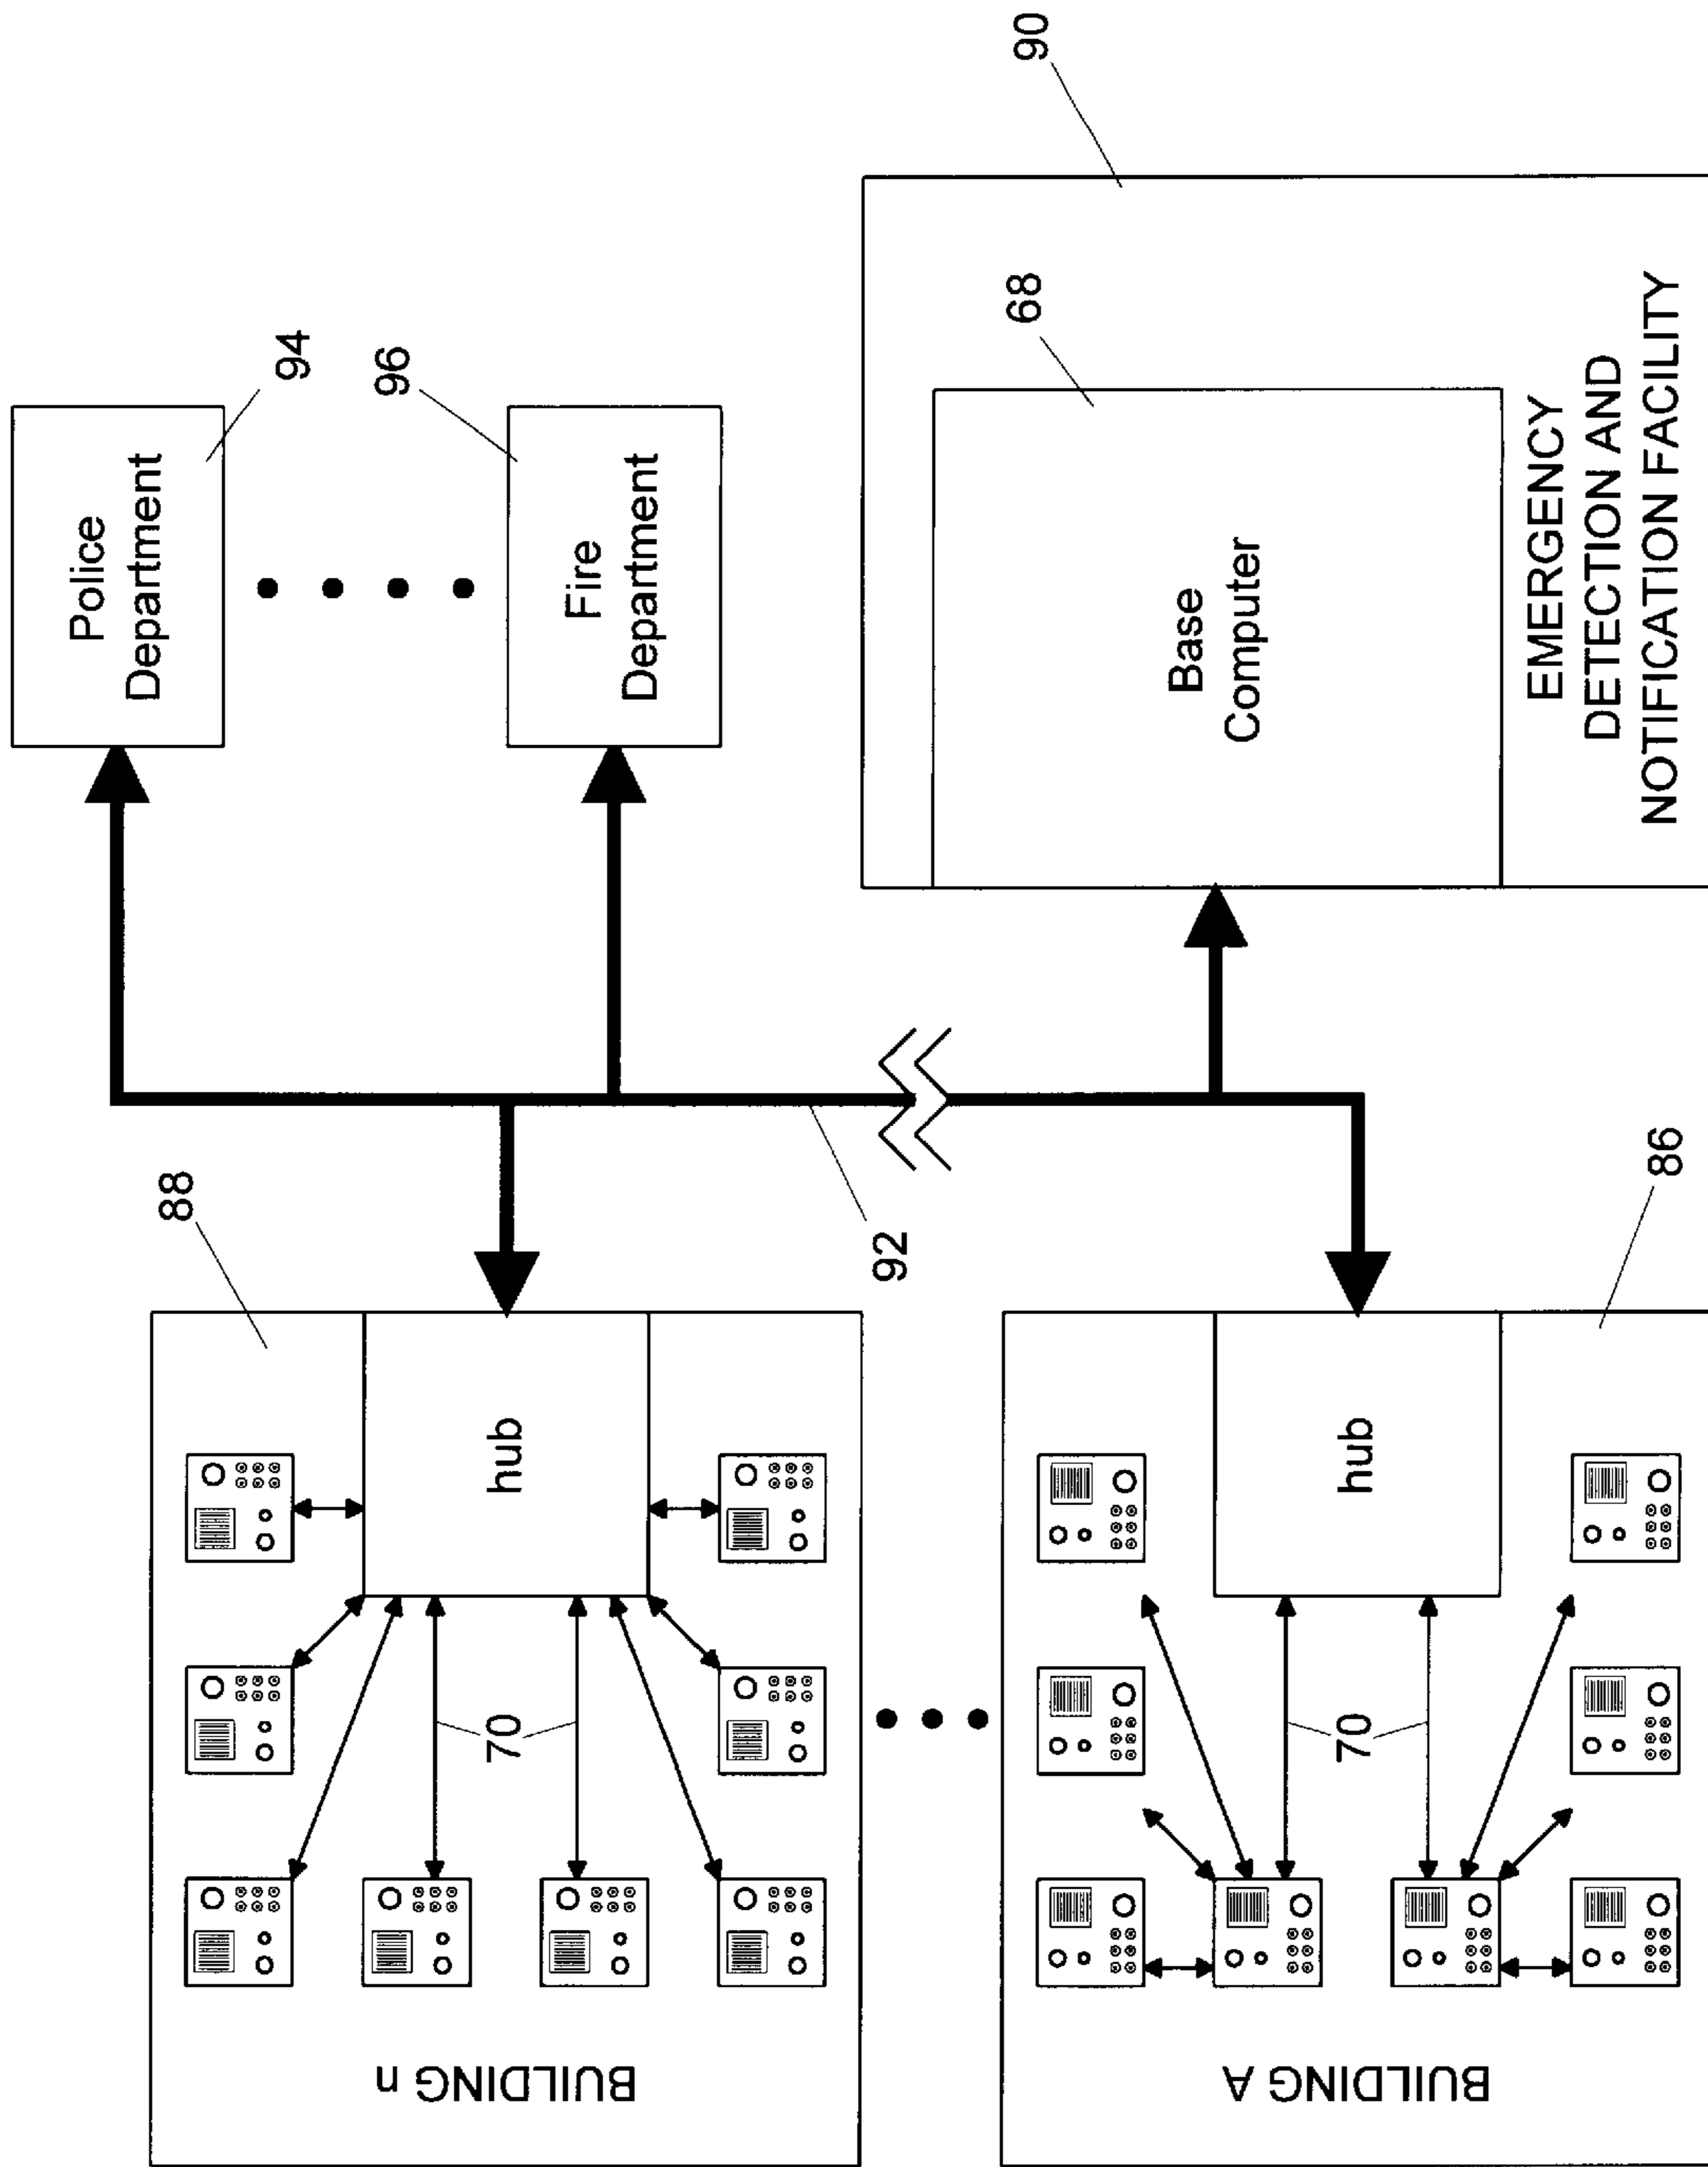 BUILDING A
86
70
hub
BUILDING n
88
70
hub
92
Police
Department
94
Fire
Department
96
Base
Computer
68
EMERGENCY
DETECTION AND
NOTIFICATION FACILITY
90